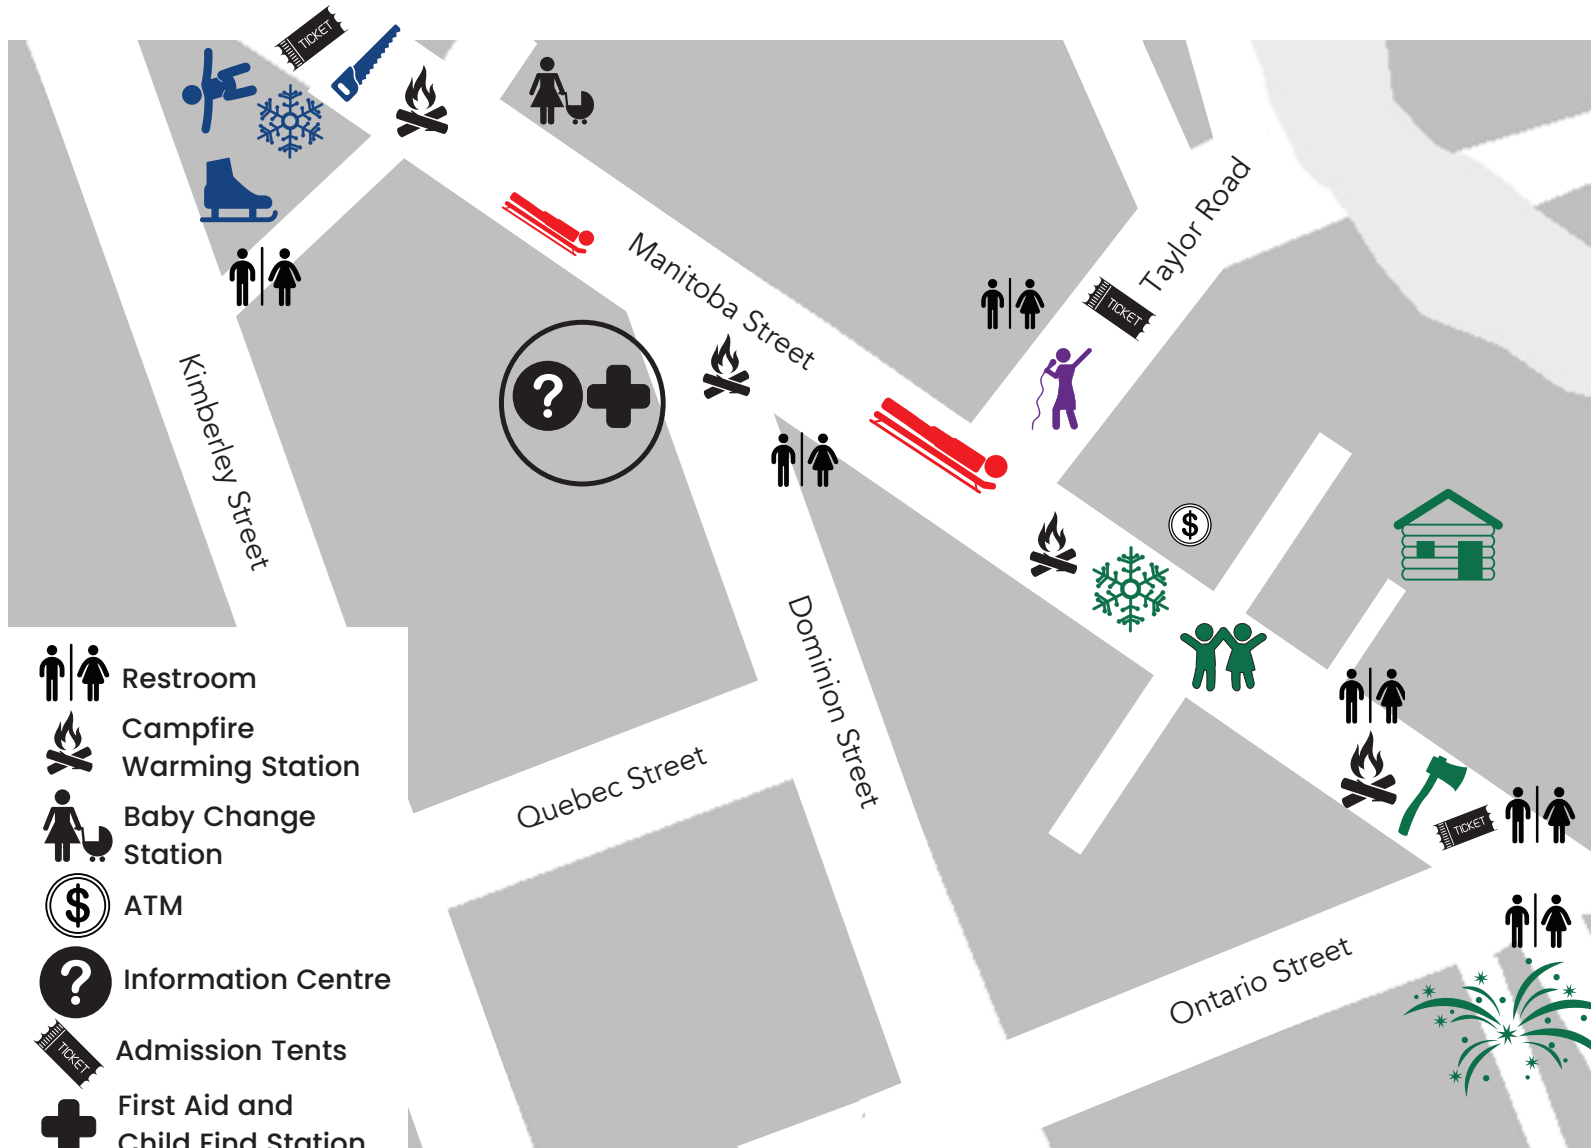 TICKET
Manitoba Street
Taylor Road
TICKET
Kimberley Street
?
$
Dominion Street
Quebec Street
TICKET
Ontario Street
Restroom
Campfire
Warming Station
Baby Change
Station
$ ATM
? Information Centre
TICKET Admission Tents
First Aid and
Child Find Station